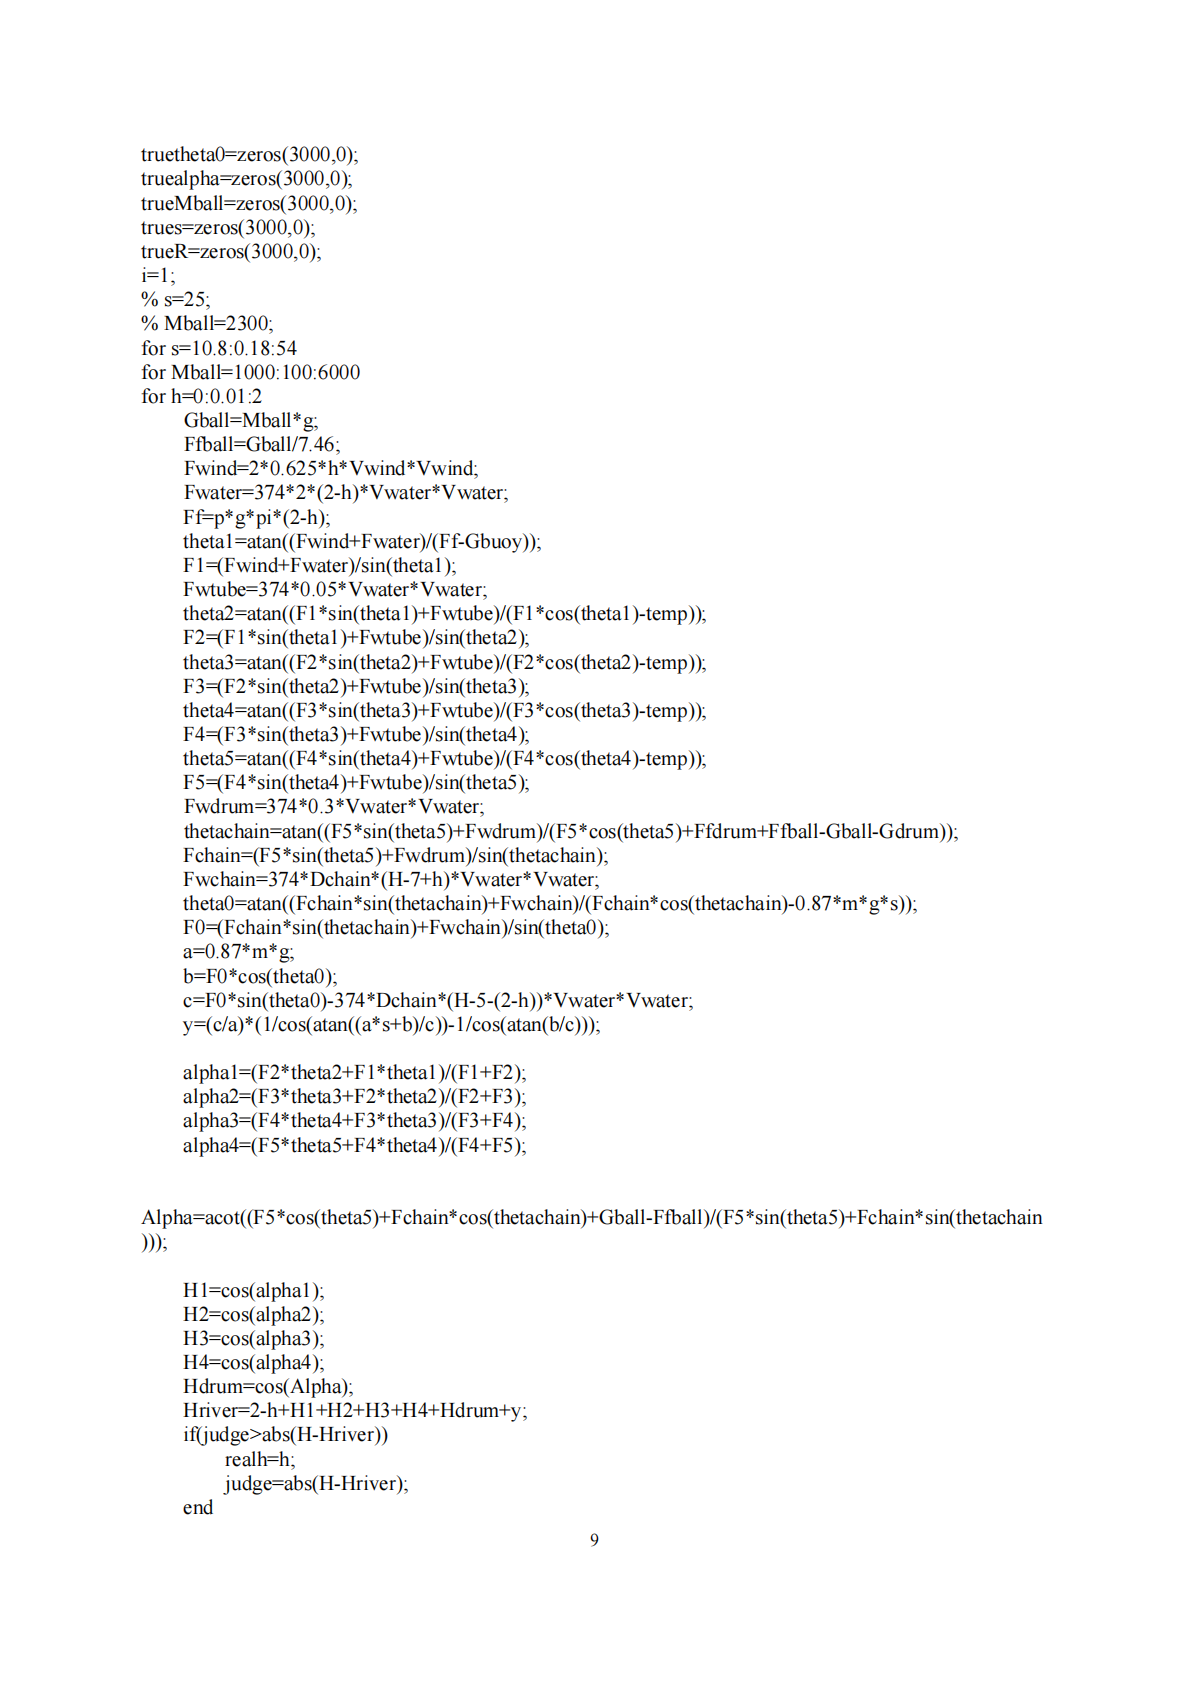 truetheta0=zeros(3000,0);
truealpha=zeros(3000,0);
trueMball=zeros(3000,0);
trues=zeros(3000,0);
trueR=zeros(3000,0);
i=1;
% s=25;
% Mball=2300;
for s=10.8:0.18:54
for Mball=1000:100:6000
for h=0:0.01:2
Gball=Mball*g;
Ffball=Gball/7.46;
Fwind=2*0.625*h*Vwind*Vwind;
Fwater=374*2*(2-h)*Vwater*Vwater;
Ff=p*g*pi*(2-h);
theta1=atan((Fwind+Fwater)/(Ff-Gbuoy));
F1=(Fwind+Fwater)/sin(theta1);
Fwtube=374*0.05*Vwater*Vwater;
theta2=atan((F1*sin(theta1)+Fwtube)/(F1*cos(theta1)-temp));
F2=(F1*sin(theta1)+Fwtube)/sin(theta2);
theta3=atan((F2*sin(theta2)+Fwtube)/(F2*cos(theta2)-temp));
F3=(F2*sin(theta2)+Fwtube)/sin(theta3);
theta4=atan((F3*sin(theta3)+Fwtube)/(F3*cos(theta3)-temp));
F4=(F3*sin(theta3)+Fwtube)/sin(theta4);
theta5=atan((F4*sin(theta4)+Fwtube)/(F4*cos(theta4)-temp));
F5=(F4*sin(theta4)+Fwtube)/sin(theta5);
Fwdrum=374*0.3*Vwater*Vwater;
thetachain=atan((F5*sin(theta5)+Fwdrum)/(F5*cos(theta5)+Ffdrum+Ffball-Gball-Gdrum));
Fchain=(F5*sin(theta5)+Fwdrum)/sin(thetachain);
Fwchain=374*Dchain*(H-7+h)*Vwater*Vwater;
theta0=atan((Fchain*sin(thetachain)+Fwchain)/(Fchain*cos(thetachain)-0.87*m*g*s));
F0=(Fchain*sin(thetachain)+Fwchain)/sin(theta0);
a=0.87*m*g;
b=F0*cos(theta0);
c=F0*sin(theta0)-374*Dchain*(H-5-(2-h))*Vwater*Vwater;
y=(c/a)*(1/cos(atan((a*s+b)/c))-1/cos(atan(b/c)));
alpha1=(F2*theta2+F1*theta1)/(F1+F2);
alpha2=(F3*theta3+F2*theta2)/(F2+F3);
alpha3=(F4*theta4+F3*theta3)/(F3+F4);
alpha4=(F5*theta5+F4*theta4)/(F4+F5);
Alpha=acot((F5*cos(theta5)+Fchain*cos(thetachain)+Gball-Ffball)/(F5*sin(theta5)+Fchain*sin(thetachain
)));
H1=cos(alpha1);
H2=cos(alpha2);
H3=cos(alpha3);
H4=cos(alpha4);
Hdrum=cos(Alpha);
Hriver=2-h+H1+H2+H3+H4+Hdrum+y;
if(judge>abs(H-Hriver))
realh=h;
judge=abs(H-Hriver);
end
9